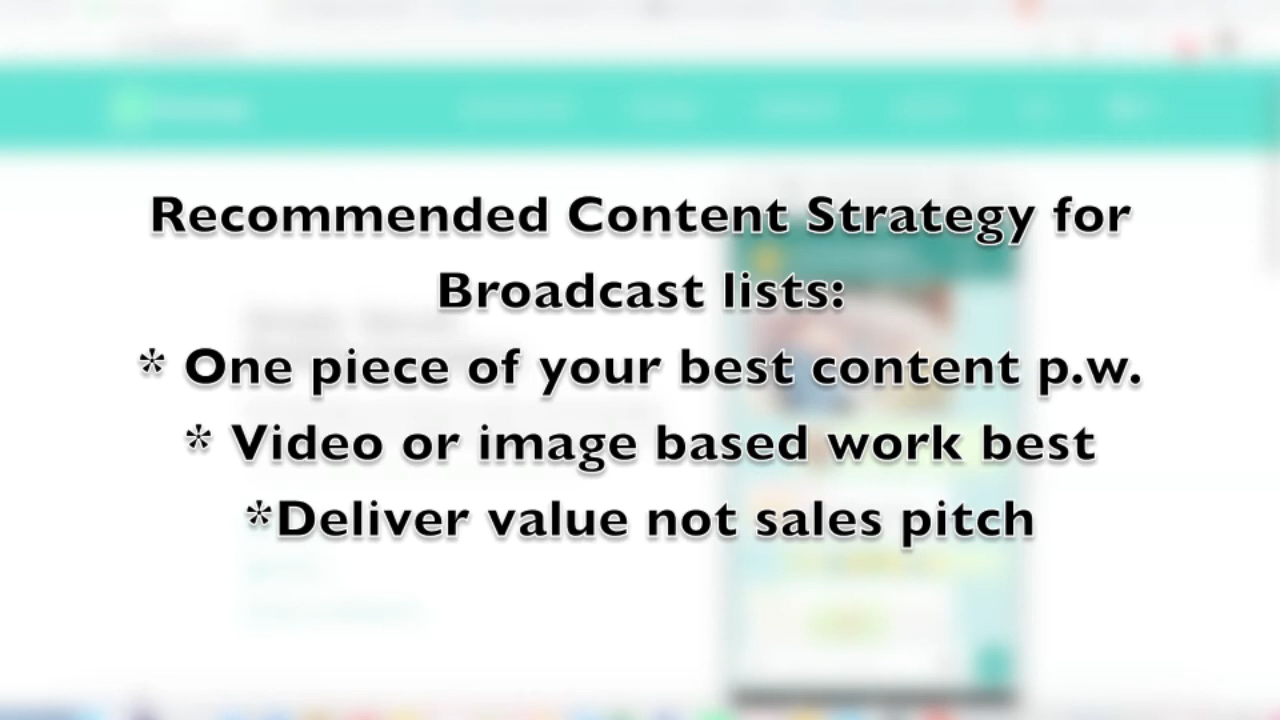 Recommended Content Strategy for
Broadcast lists:
* One piece of your best content p.w.
* Video or image based work best
*Deliver value not sales pitch